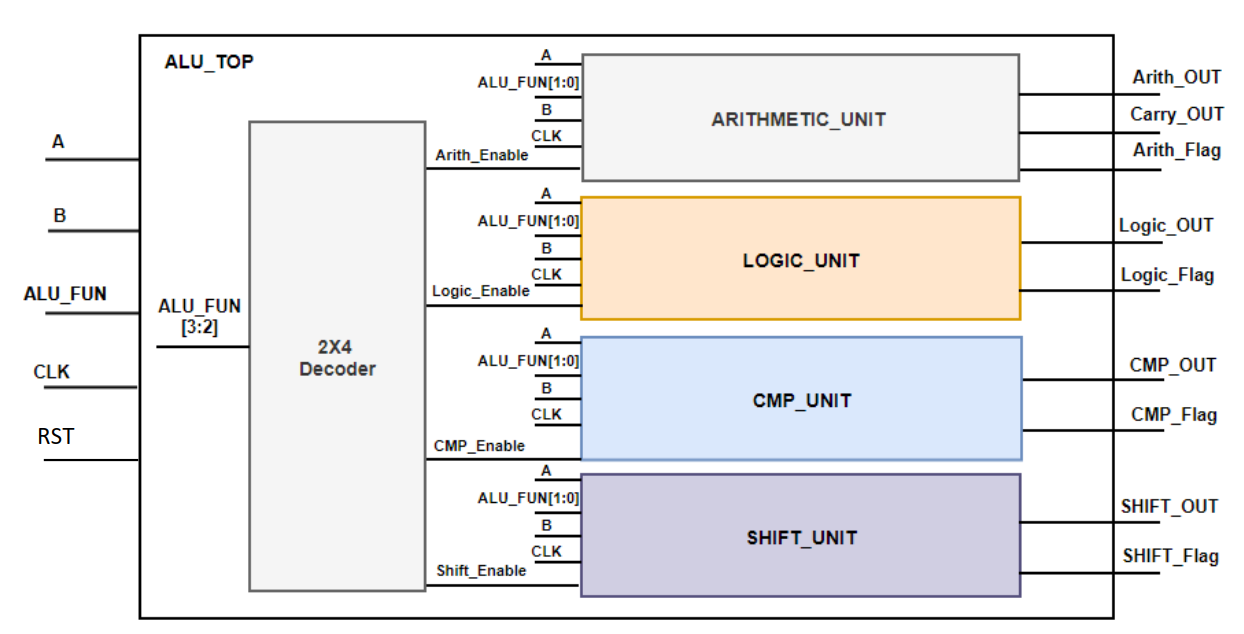 ALU_TOP
A
B
ALU_FUN
CLK
RST
ALU_FUN
[3:2]
2X4
Decoder
A
ALU_FUN[1:0]
B
CLK
Arith_Enable
ARITHMETIC_UNIT
Arith_OUT
Carry_OUT
Arith_Flag
A
ALU_FUN[1:0]
B
CLK
Logic_Enable
LOGIC_UNIT
Logic_OUT
Logic_Flag
A
ALU_FUN[1:0]
B
CLK
CMP_Enable
CMP_UNIT
CMP_OUT
CMP_Flag
A
ALU_FUN[1:0]
B
CLK
Shift_Enable
SHIFT_UNIT
SHIFT_OUT
SHIFT_Flag